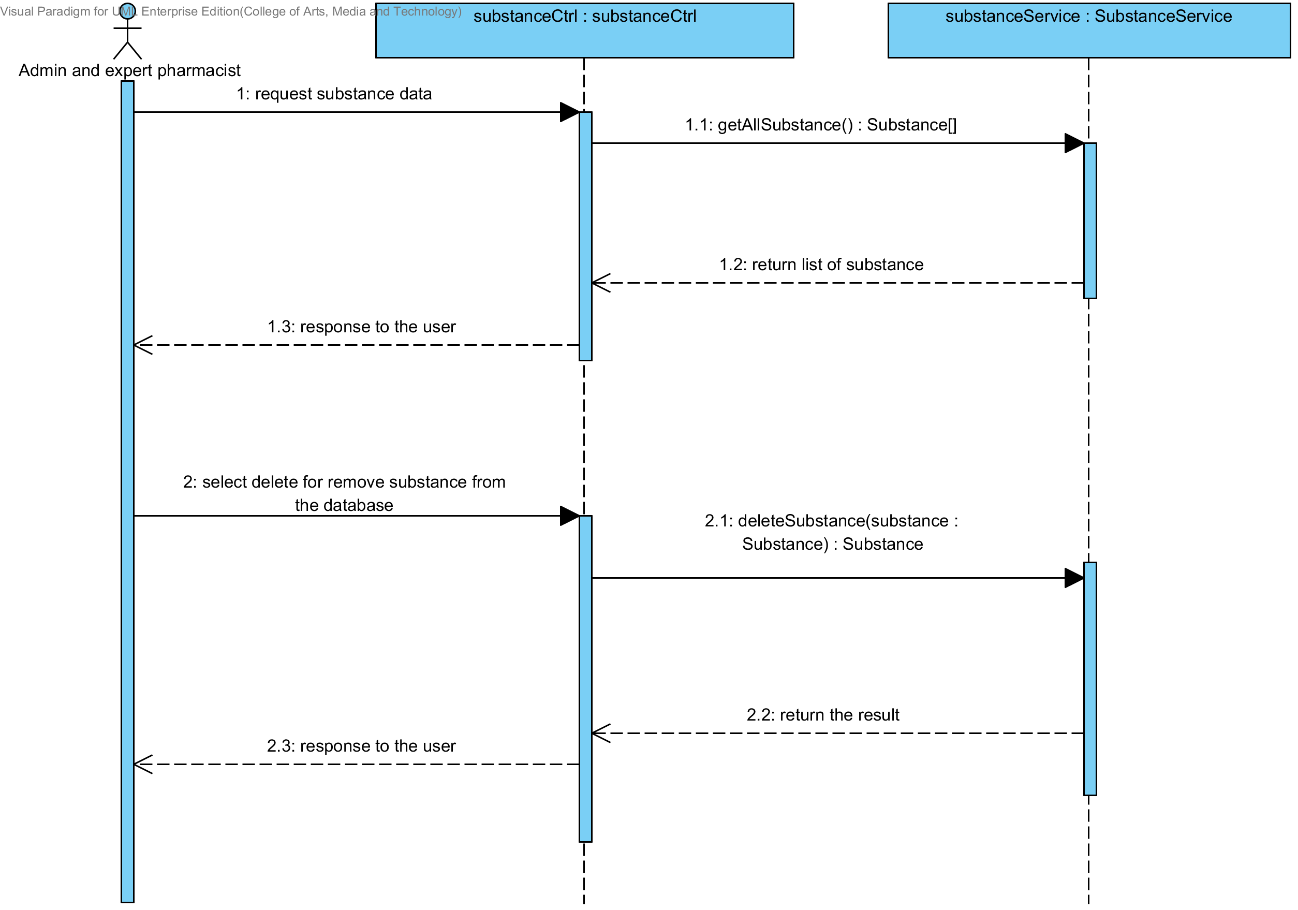 Visual Paradigm for UML Enterprise Edition(College of Arts, Media and Technology)
substanceCtrl : substanceCtrl
substanceService : SubstanceService
Admin and expert pharmacist
1: request substance data
1.1: getAllSubstance() : Substance[]
1.2: return list of substance
1.3: response to the user
2: select delete for remove substance from
the database
2.1: deleteSubstance(substance :
Substance) : Substance
2.2: return the result
2.3: response to the user